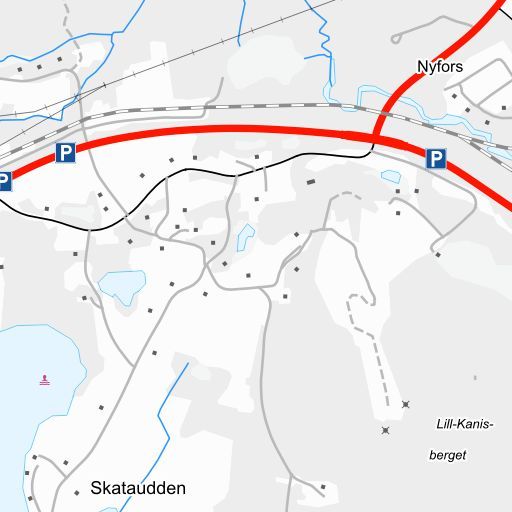 Nyfors
P
P
P
Lill-Kanis-
berget
Skataudden